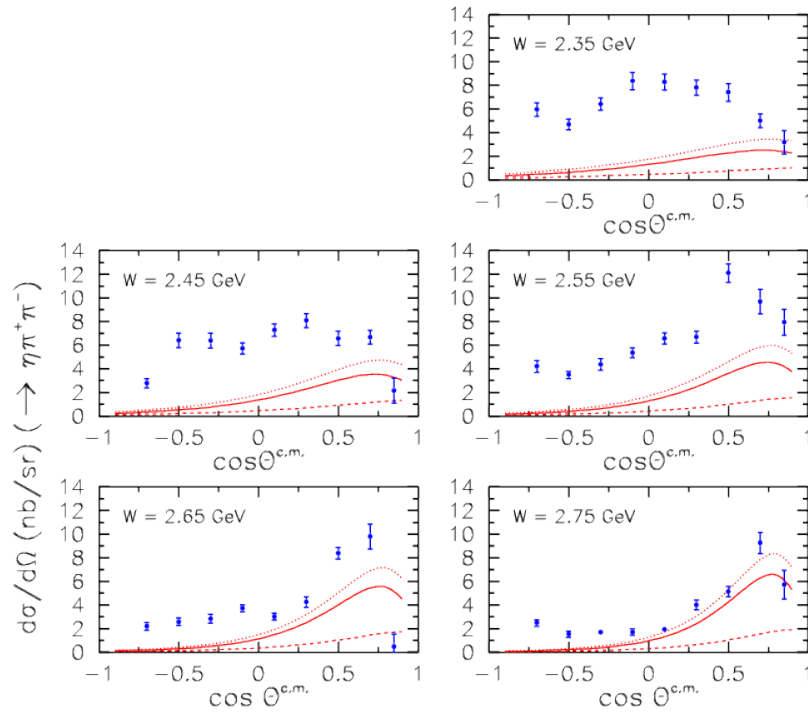 14
12
10
8
6
4
2
0
W = 2.35 GeV
−1 −0.5 0 0.5 1
cosΘᶜ·ᵐ·
dσ/dΩ (nb/sr) (→ ηπ⁺π⁻)
14
12
10
8
6
4
2
0
W = 2.45 GeV
−1 −0.5 0 0.5 1
cosΘᶜ·ᵐ·
14
12
10
8
6
4
2
0
W = 2.55 GeV
−1 −0.5 0 0.5 1
cosΘᶜ·ᵐ·
14
12
10
8
6
4
2
0
W = 2.65 GeV
−1 −0.5 0 0.5 1
cos Θᶜ·ᵐ·
14
12
10
8
6
4
2
0
W = 2.75 GeV
−1 −0.5 0 0.5 1
cos Θᶜ·ᵐ·